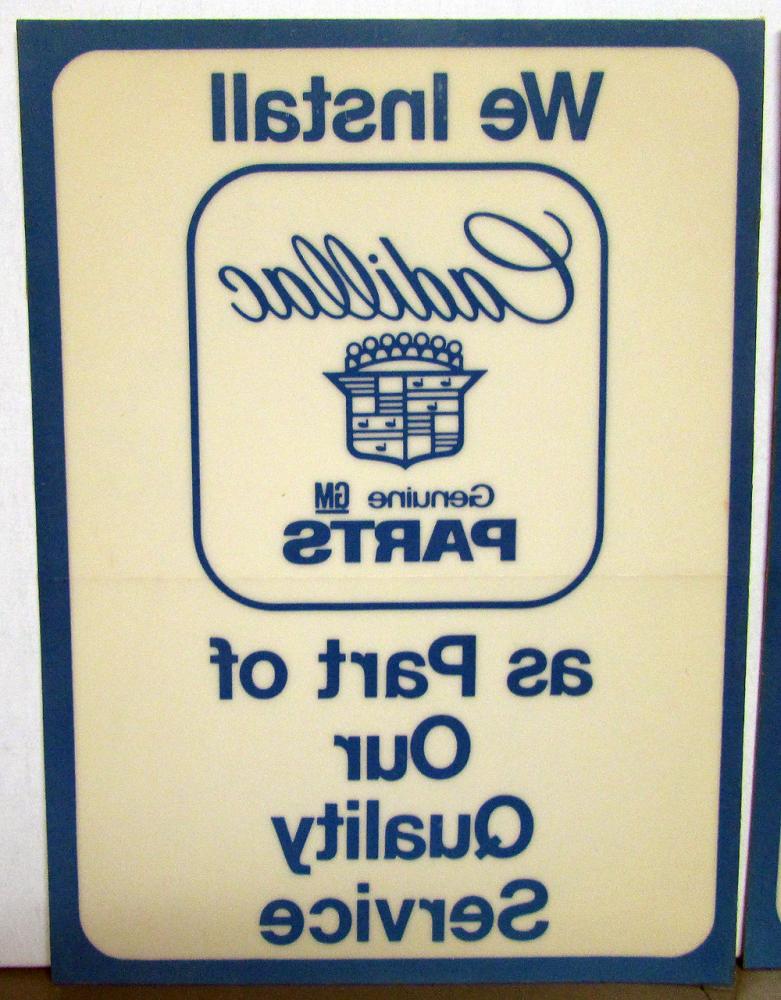 We Install
Cadillac
Genuine GM
PARTS
as Part of
Our
Quality
Service